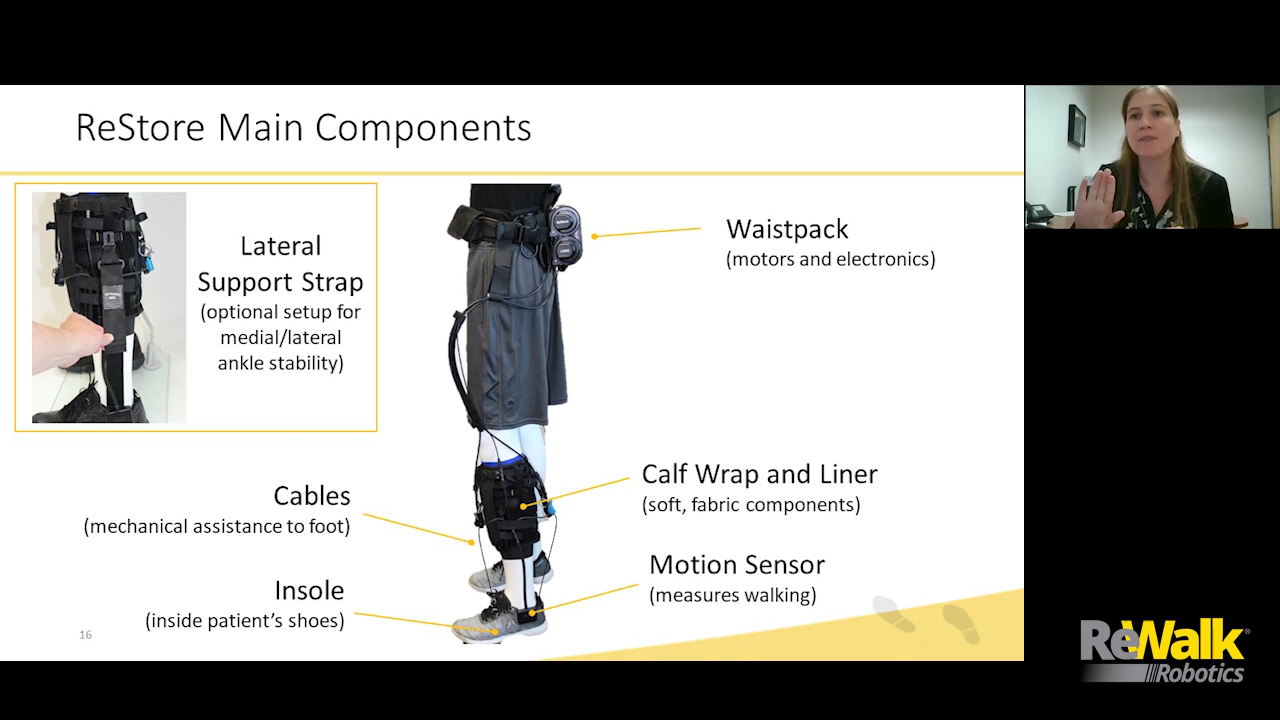 ReStore Main Components
Lateral
Support Strap
(optional setup for
medial/lateral
ankle stability)
Waistpack
(motors and electronics)
Calf Wrap and Liner
(soft, fabric components)
Cables
(mechanical assistance to foot)
Motion Sensor
(measures walking)
Insole
(inside patient's shoes)
16
ReWalk®
Robotics